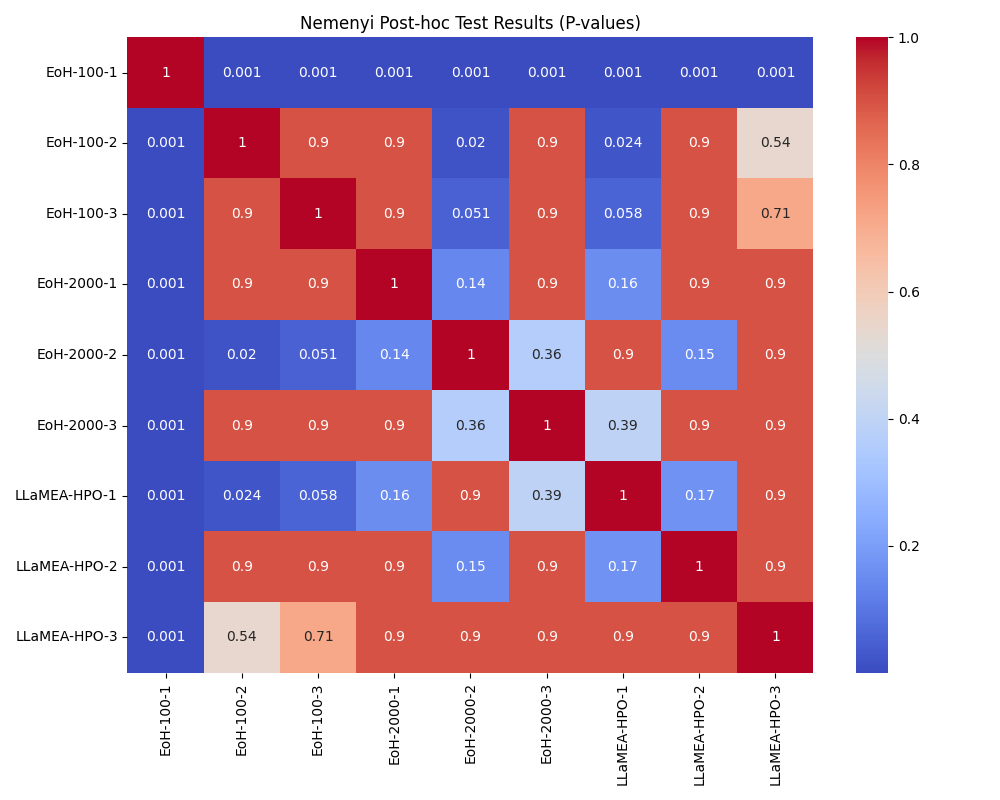 Nemenyi Post-hoc Test Results (P-values)
EoH-100-1 1 0.001 0.001 0.001 0.001 0.001 0.001 0.001 0.001
EoH-100-2 0.001 1 0.9 0.9 0.02 0.9 0.024 0.9 0.54
EoH-100-3 0.001 0.9 1 0.9 0.051 0.9 0.058 0.9 0.71
EoH-2000-1 0.001 0.9 0.9 1 0.14 0.9 0.16 0.9 0.9
EoH-2000-2 0.001 0.02 0.051 0.14 1 0.36 0.9 0.15 0.9
EoH-2000-3 0.001 0.9 0.9 0.9 0.36 1 0.39 0.9 0.9
LLaMEA-HPO-1 0.001 0.024 0.058 0.16 0.9 0.39 1 0.17 0.9
LLaMEA-HPO-2 0.001 0.9 0.9 0.9 0.15 0.9 0.17 1 0.9
LLaMEA-HPO-3 0.001 0.54 0.71 0.9 0.9 0.9 0.9 0.9 1
EoH-100-1
EoH-100-2
EoH-100-3
EoH-2000-1
EoH-2000-2
EoH-2000-3
LLaMEA-HPO-1
LLaMEA-HPO-2
LLaMEA-HPO-3
1.0
0.8
0.6
0.4
0.2